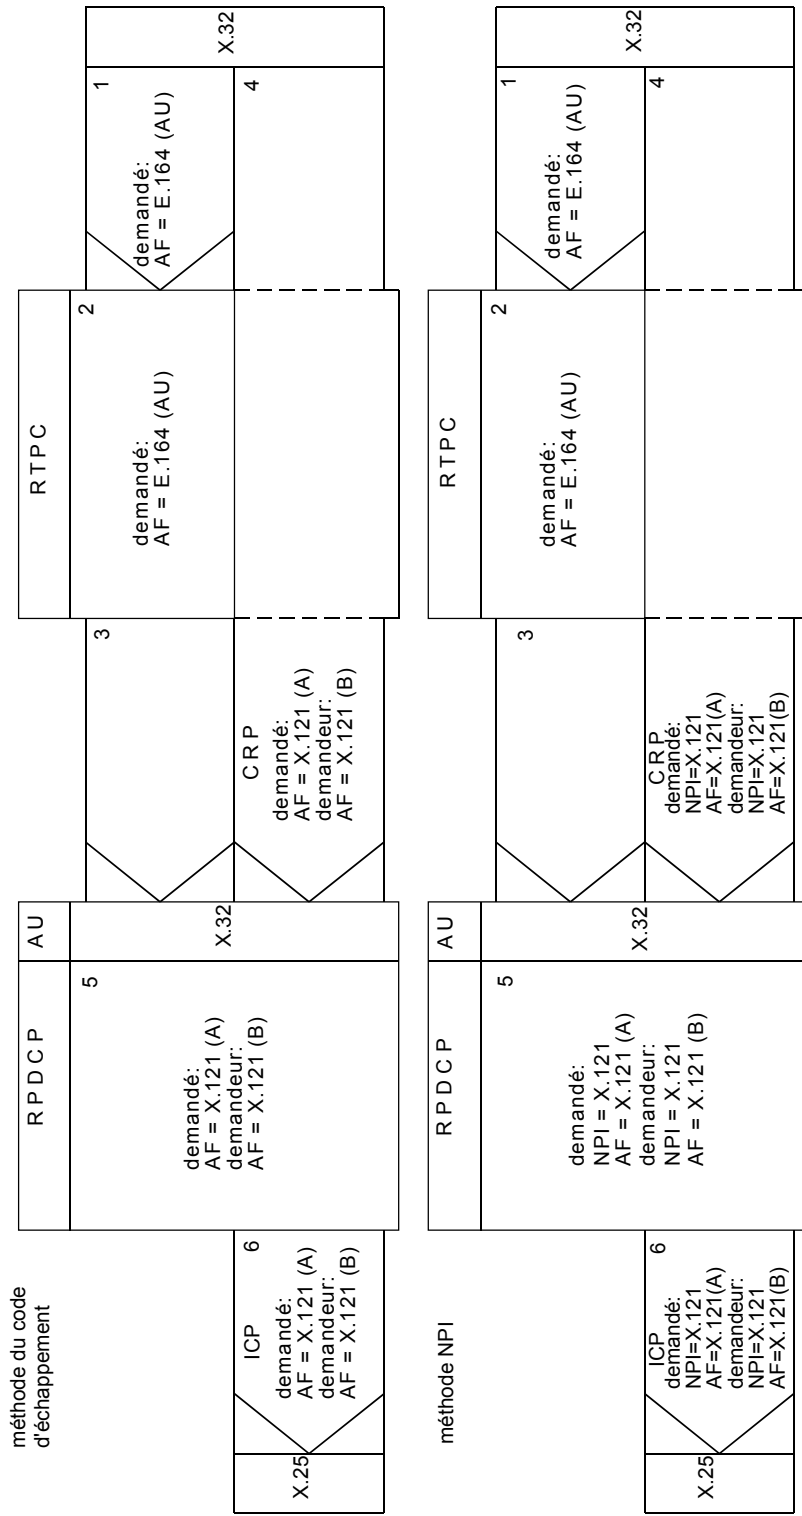 méthode du code
d'échappement
RPDCP
AU
RTPC
X.25
6
ICP
demandé:
AF = X.121 (A)
demandeur:
AF = X.121 (B)
5
demandé:
AF = X.121 (A)
demandeur:
AF = X.121 (B)
X.32
3
CRP
demandé:
AF = X.121 (A)
demandeur:
AF = X.121 (B)
2
demandé:
AF = E.164 (AU)
1
demandé:
AF = E.164 (AU)
4
X.32
méthode NPI
RPDCP
AU
RTPC
X.25
6
ICP
demandé:
NPI=X.121
AF=X.121(A)
demandeur:
NPI=X.121
AF=X.121(B)
5
demandé:
NPI = X.121
AF = X.121 (A)
demandeur:
NPI = X.121
AF = X.121 (B)
X.32
3
CRP
demandé:
NPI=X.121
AF=X.121(A)
demandeur:
NPI=X.121
AF=X.121(B)
2
demandé:
AF = E.164 (AU)
1
demandé:
AF = E.164 (AU)
4
X.32